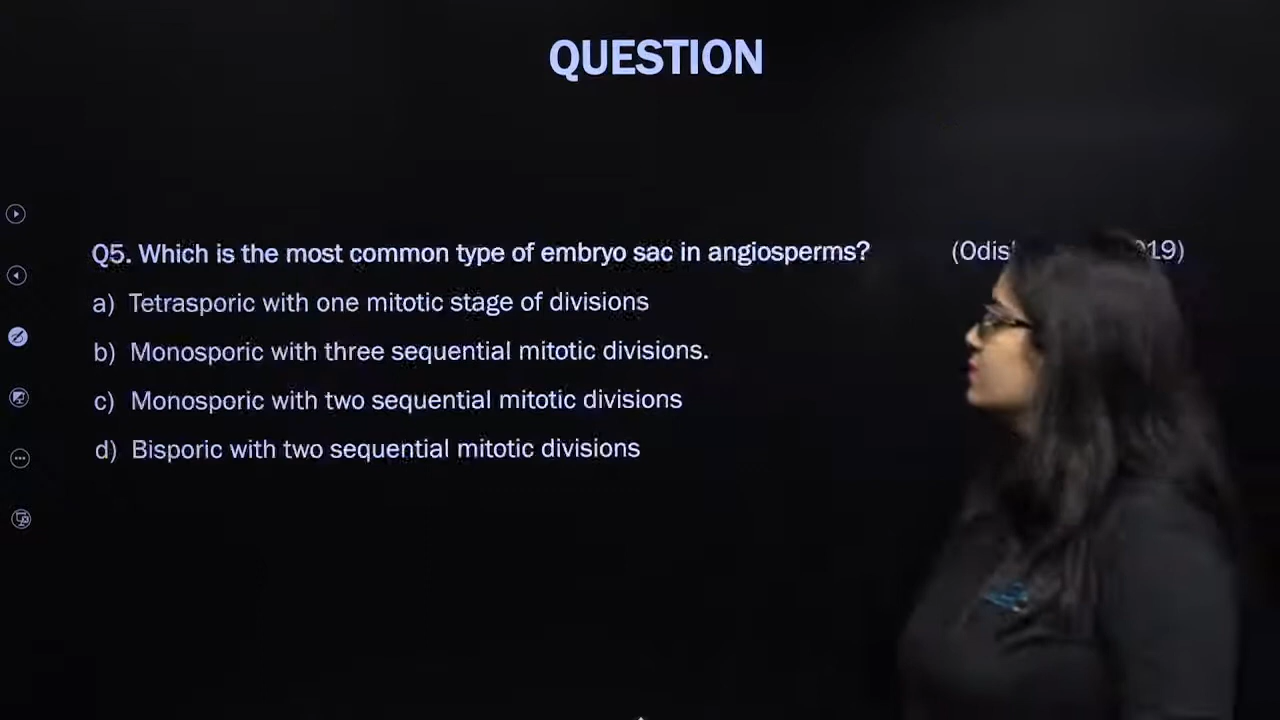 QUESTION
Q5. Which is the most common type of embryo sac in angiosperms?
a) Tetrasporic with one mitotic stage of divisions
b) Monosporic with three sequential mitotic divisions.
c) Monosporic with two sequential mitotic divisions
d) Bisporic with two sequential mitotic divisions